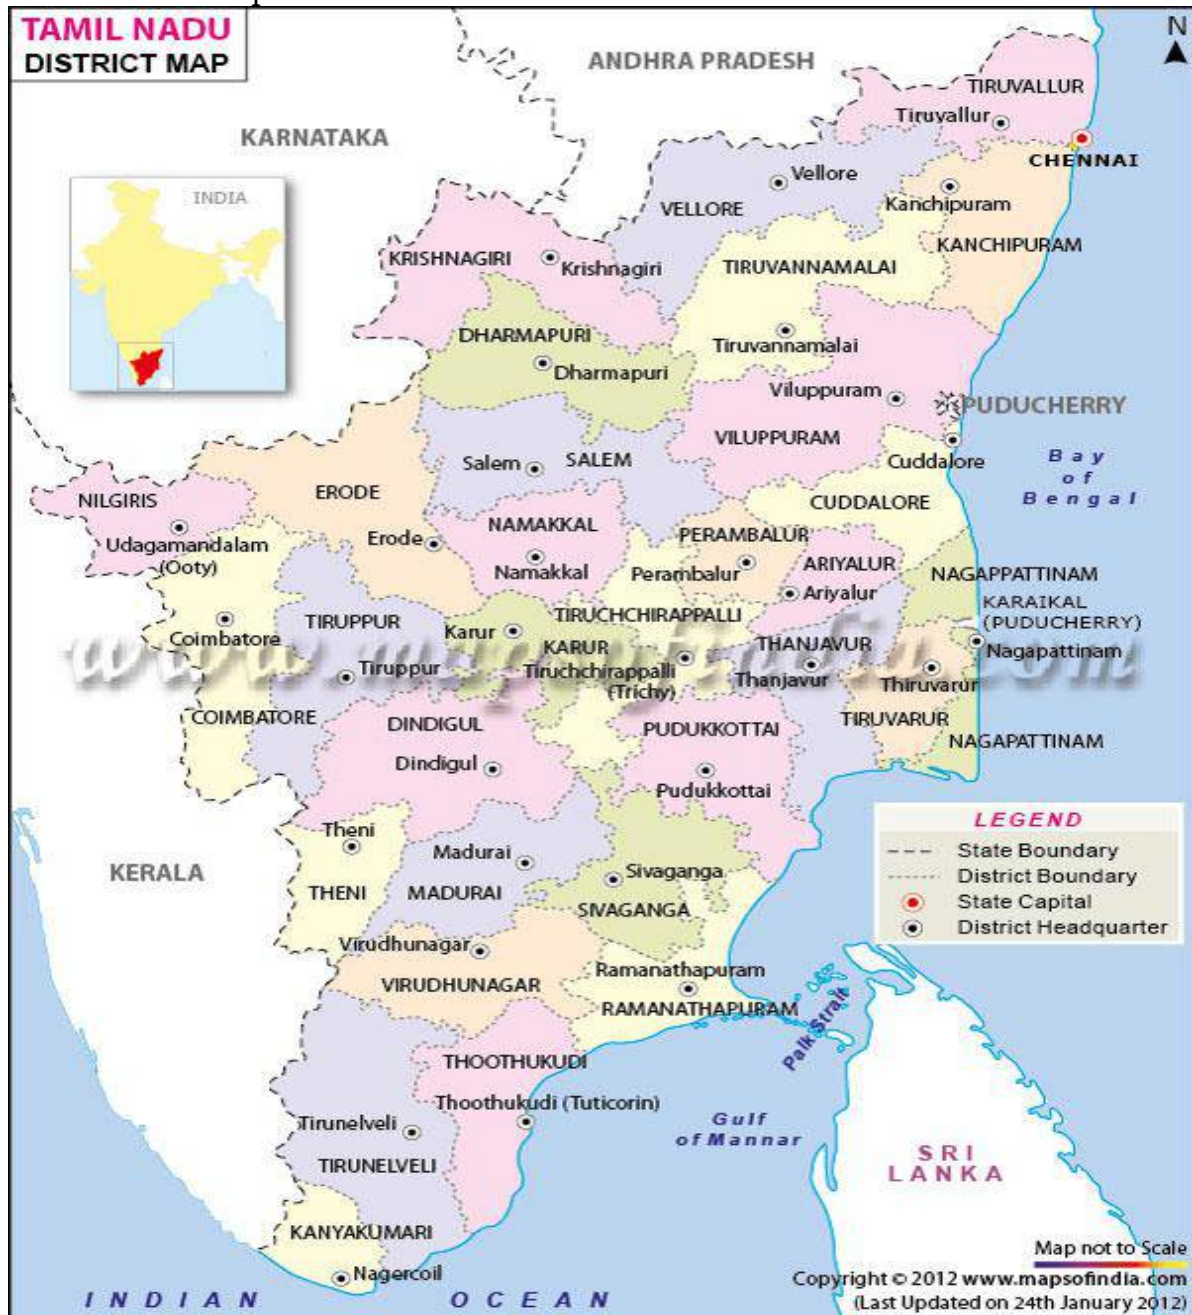 TAMIL NADU
DISTRICT MAP
N
ANDHRA PRADESH
KARNATAKA
INDIA
TIRUVALLUR
Tiruvallur
CHENNAI
Vellore
VELLORE
Kanchipuram
KANCHIPURAM
KRISHNAGIRI
Krishnagiri
TIRUVANNAMALAI
Tiruvannamalai
DHARMAPURI
Dharmapuri
Viluppuram
VILUPPURAM
PUDUCHERRY
Cuddalore
CUDDALORE
Bay
of
Bengal
Salem
SALEM
ERODE
Erode
NILGIRIS
Udagamandalam
(Ooty)
NAMAKKAL
Namakkal
PERAMBALUR
Perambalur
ARIYALUR
Ariyalur
NAGAPPATTINAM
KARAIKAL
(PUDUCHERRY)
Nagapattinam
Coimbatore
COIMBATORE
TIRUPPUR
Tiruppur
Karur
KARUR
TIRUCHCHIRAPPALLI
Tiruchchirappalli
(Trichy)
THANJAVUR
Thanjavur
Thiruvarur
TIRUVARUR
NAGAPATTINAM
www.mapsofindia.com
DINDIGUL
Dindigul
PUDUKKOTTAI
Pudukkottai
Theni
THENI
KERALA
Madurai
MADURAI
Sivaganga
SIVAGANGA
Virudhunagar
VIRUDHUNAGAR
Ramanathapuram
RAMANATHAPURAM
LEGEND
State Boundary
District Boundary
State Capital
District Headquarter
Palk Strait
THOOTHUKUDI
Thoothukudi (Tuticorin)
Tirunelveli
TIRUNELVELI
Gulf
of Mannar
SRI
LANKA
KANYAKUMARI
Nagercoil
INDIAN OCEAN
Map not to Scale
Copyright © 2012 www.mapsofindia.com
(Last Updated on 24th January 2012)